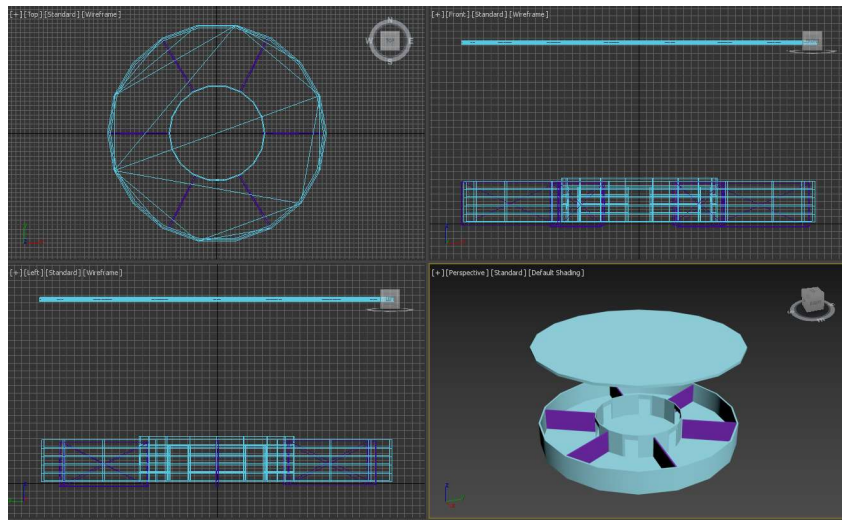 [+] [Top] [Standard] [Wireframe]
[+] [Front] [Standard] [Wireframe]
N
W
E
[+] [Left] [Standard] [Wireframe]
[+] [Perspective] [Standard] [Default Shading]